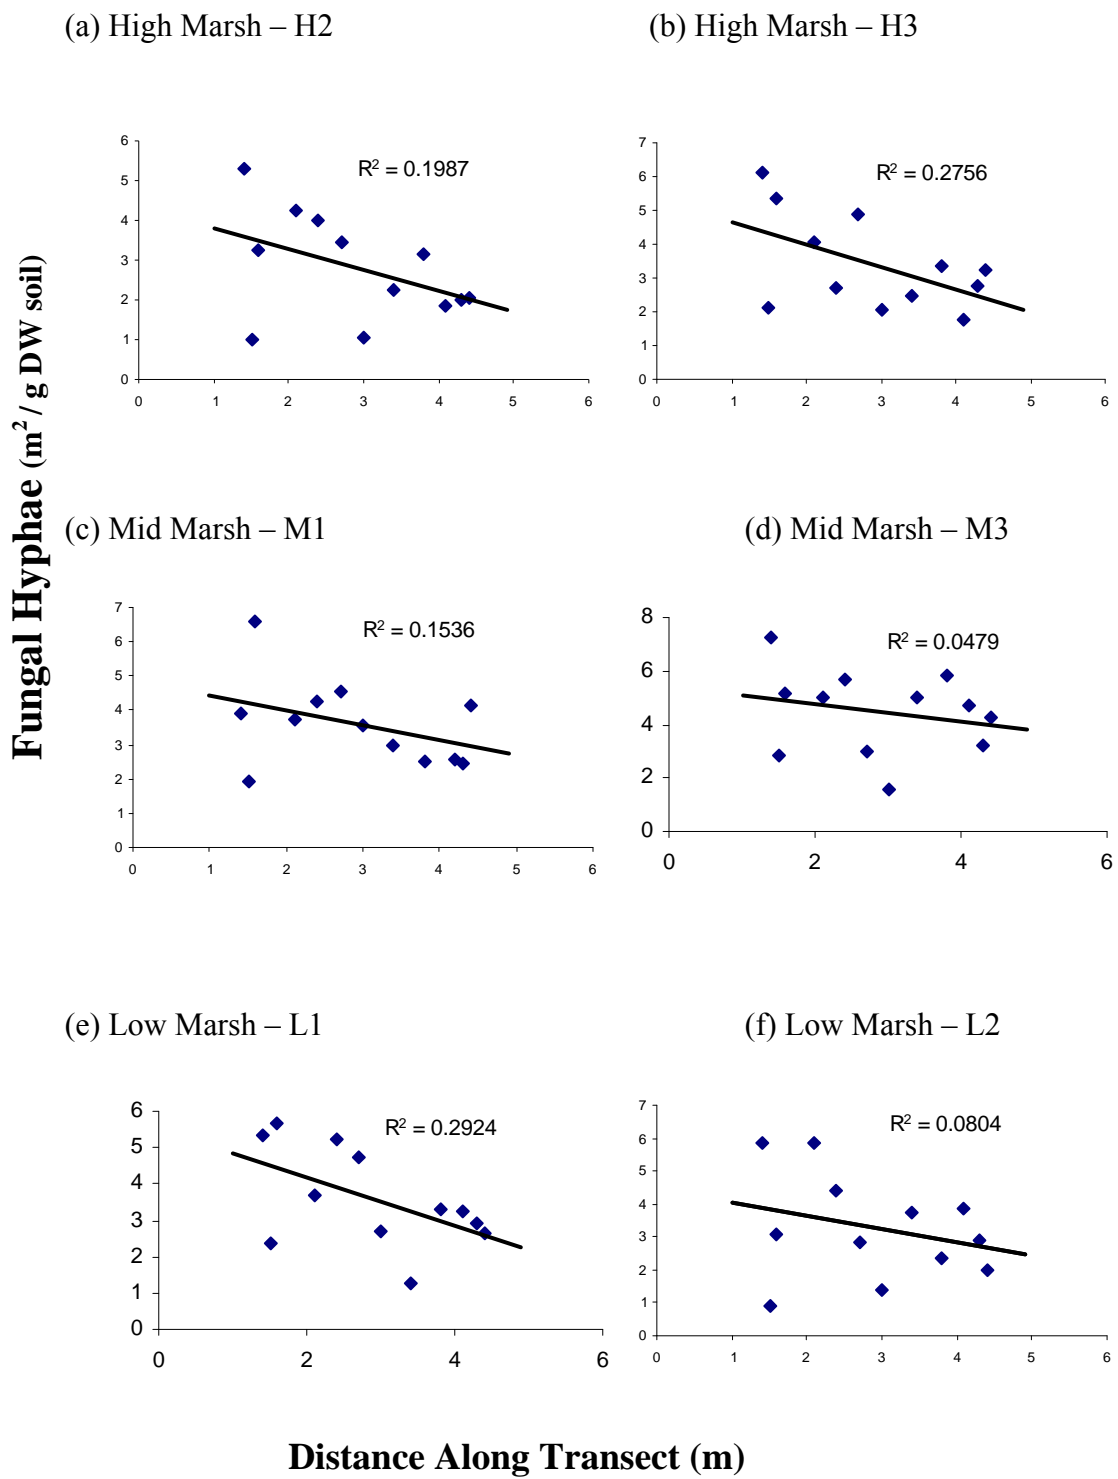 (a) High Marsh – H2
(b) High Marsh – H3
Fungal Hyphae (m² / g DW soil)
6
5
4
3
2
1
0
R² = 0.1987
0 1 2 3 4 5 6
7
6
5
4
3
2
1
0
R² = 0.2756
0 1 2 3 4 5 6
(c) Mid Marsh – M1
(d) Mid Marsh – M3
7
6
5
4
3
2
1
0
R² = 0.1536
0 1 2 3 4 5 6
8
6
4
2
0
R² = 0.0479
0 2 4 6
(e) Low Marsh – L1
(f) Low Marsh – L2
6
5
4
3
2
1
0
R² = 0.2924
0 2 4 6
7
6
5
4
3
2
1
0
R² = 0.0804
0 1 2 3 4 5 6
Distance Along Transect (m)